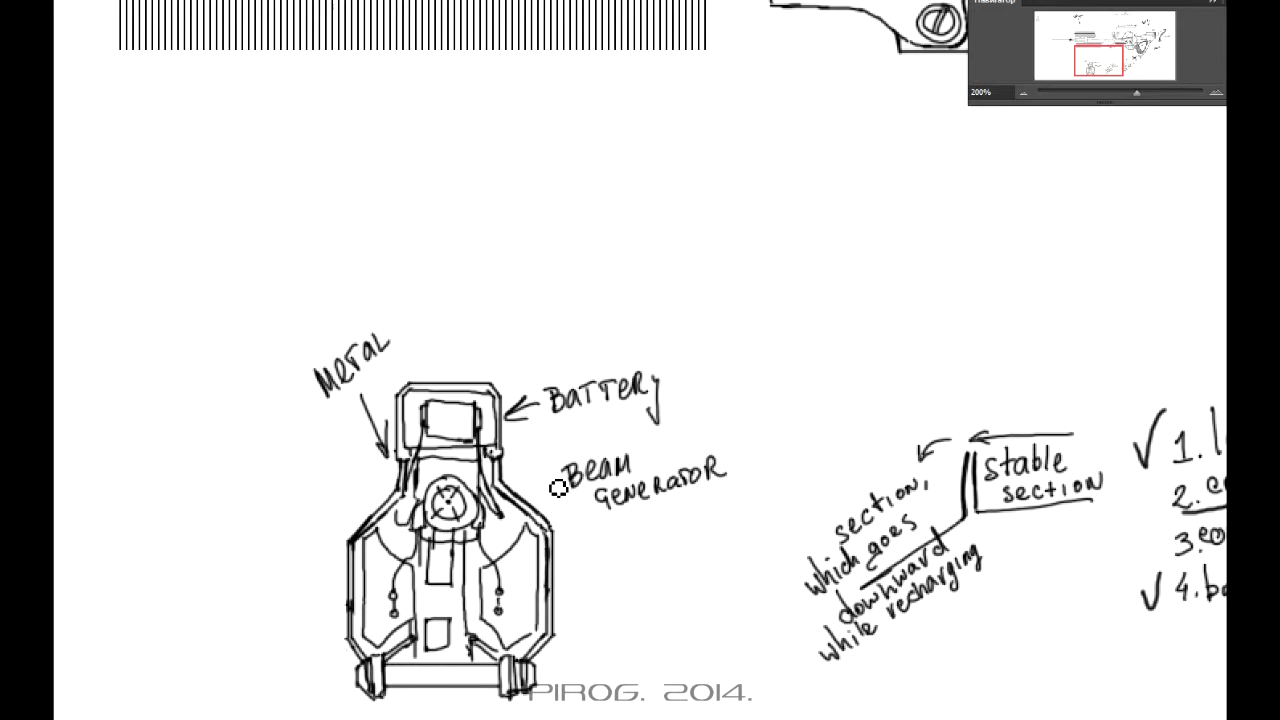 Навигатор
200%
METAL
BATTERY
BEAM
GENERATOR
section,
which goes
downward
while recharging
stable
section
1.
2.
3.
4.
PIROG. 2014.